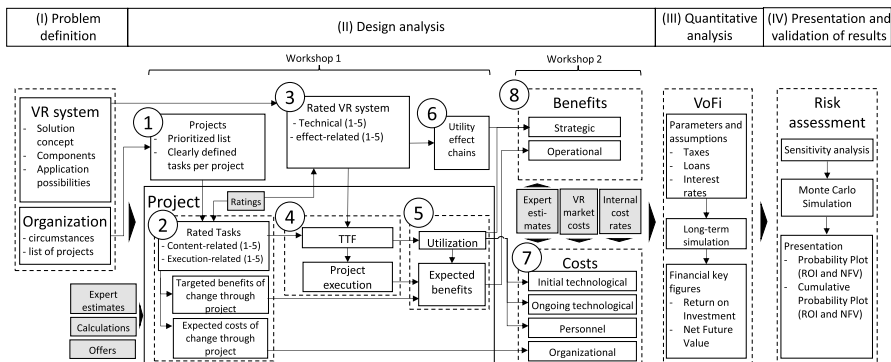 (I) Problem
definition
(II) Design analysis
(III) Quantitative
analysis
(IV) Presentation and
validation of results
Workshop 1
Workshop 2
VR system
- Solution
concept
- Components
- Application
possibilities
Organization
- circumstances
- list of projects
Expert
estimates
Calculations
Offers
1
Projects
- Prioritized list
- Clearly defined
tasks per project
3
Rated VR system
- Technical (1-5)
- effect-related (1-5)
6
Utility
effect
chains
Project
Ratings
2
Rated Tasks
- Content-related (1-5)
- Execution-related (1-5)
Targeted benefits of
change through
project
Expected costs of
change through
project
4
TTF
Project
execution
5
Utilization
Expected
benefits
8
Benefits
Strategic
Operational
Expert
esti-
mates
VR
market
costs
Internal
cost
rates
7
Costs
Initial technological
Ongoing technological
Personnel
Organizational
VoFi
Parameters and
assumptions
- Taxes
- Loans
- Interest
rates
Long-term
simulation
Financial key
figures
- Return on
Investment
- Net Future
Value
Risk
assessment
Sensitivity analysis
Monte Carlo
Simulation
Presentation
- Probability Plot
(ROI and NFV)
- Cumulative
Probability Plot
(ROI and NFV)